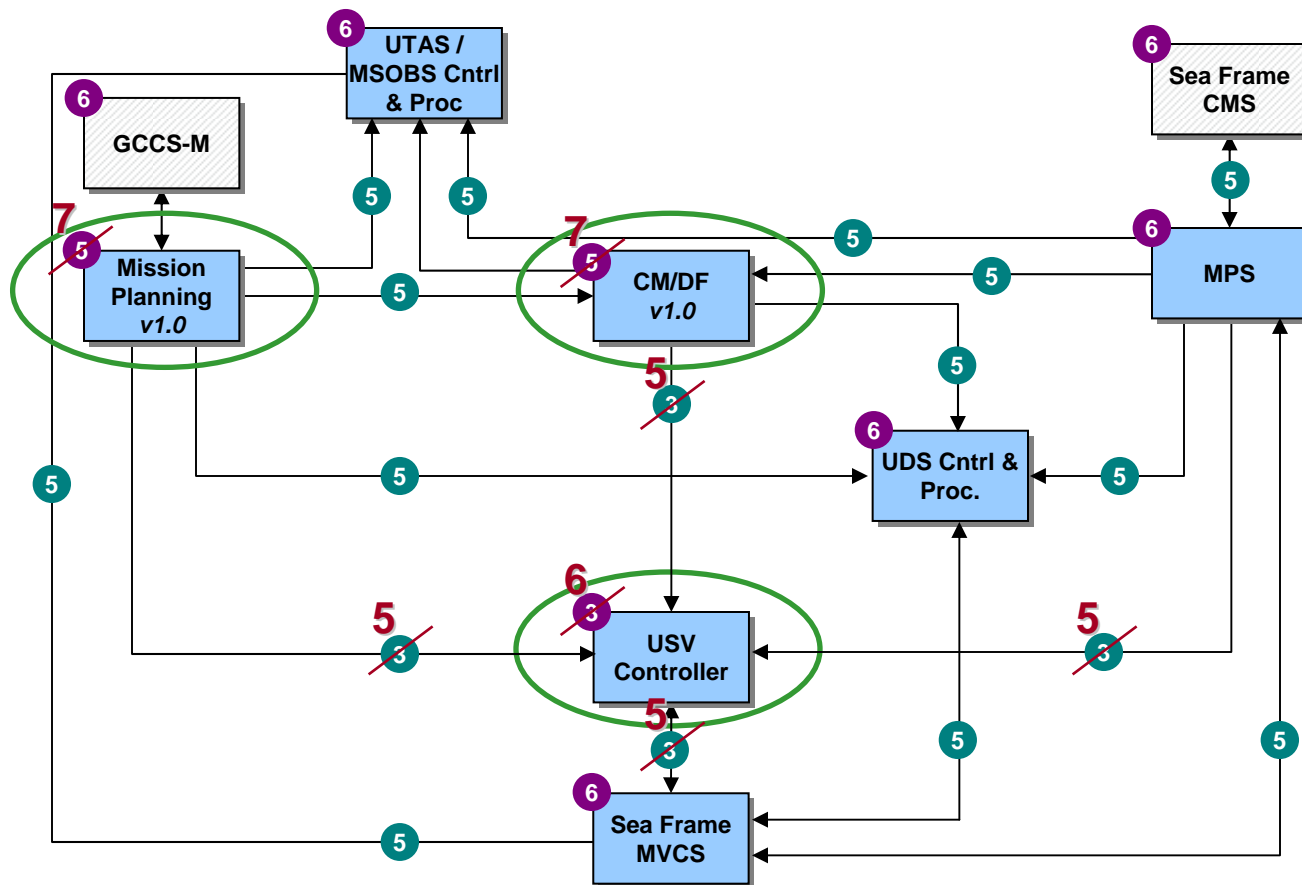 6
UTAS /
MSOBS Cntrl
& Proc
6
Sea Frame
CMS
6
GCCS-M
5
5
5
7
5
Mission
Planning
v1.0
5
7
5
CM/DF
v1.0
5
5
6
MPS
5
3
5
6
UDS Cntrl &
Proc.
5
5
5
6
3
USV
Controller
5
3
5
3
5
3
5
5
6
Sea Frame
MVCS
5